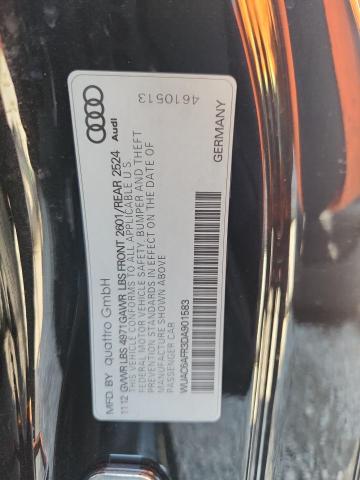 Audi
4610513
MFD. BY quattro GmbH
GERMANY
11 12 GVWR LBS 4971 GAWR LBS FRONT 2601/REAR 2524
THIS VEHICLE CONFORMS TO ALL APPLICABLE U.S.
FEDERAL MOTOR VEHICLE SAFETY, BUMPER AND THEFT
PREVENTION STANDARDS IN EFFECT ON THE DATE OF
MANUFACTURE SHOWN ABOVE.
PASSENGER CAR
WUAC6AFR3DA901583